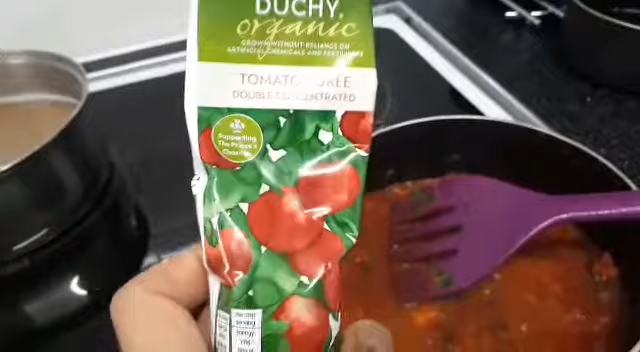 DUCHY
organic
GROWN WITHOUT RELIANCE ON
ARTIFICIAL CHEMICALS AND FERTILISERS
TOMATO PUREE
DOUBLE CONCENTRATED
Supporting
The Prince's
Charities